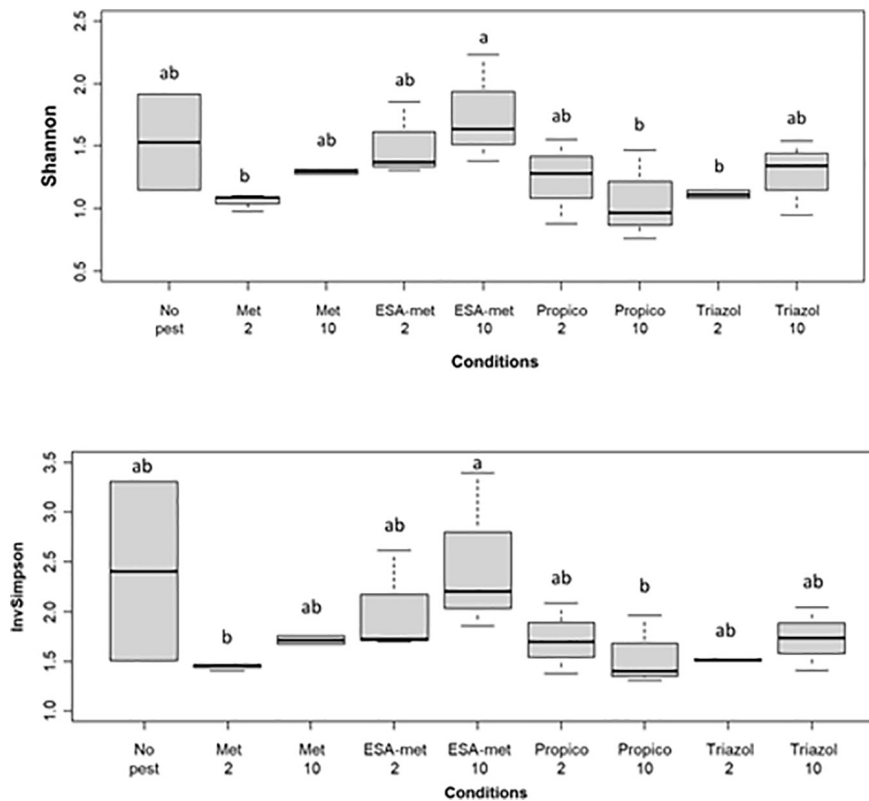 Shannon
2.5
2.0
1.5
1.0
0.5
ab
b
ab
ab
a
ab
b
b
ab
No pest
Met 2
Met 10
ESA-met 2
ESA-met 10
Propico 2
Propico 10
Triazol 2
Triazol 10
Conditions
InvSimpson
3.5
3.0
2.5
2.0
1.5
1.0
ab
b
ab
ab
a
ab
b
ab
ab
No pest
Met 2
Met 10
ESA-met 2
ESA-met 10
Propico 2
Propico 10
Triazol 2
Triazol 10
Conditions